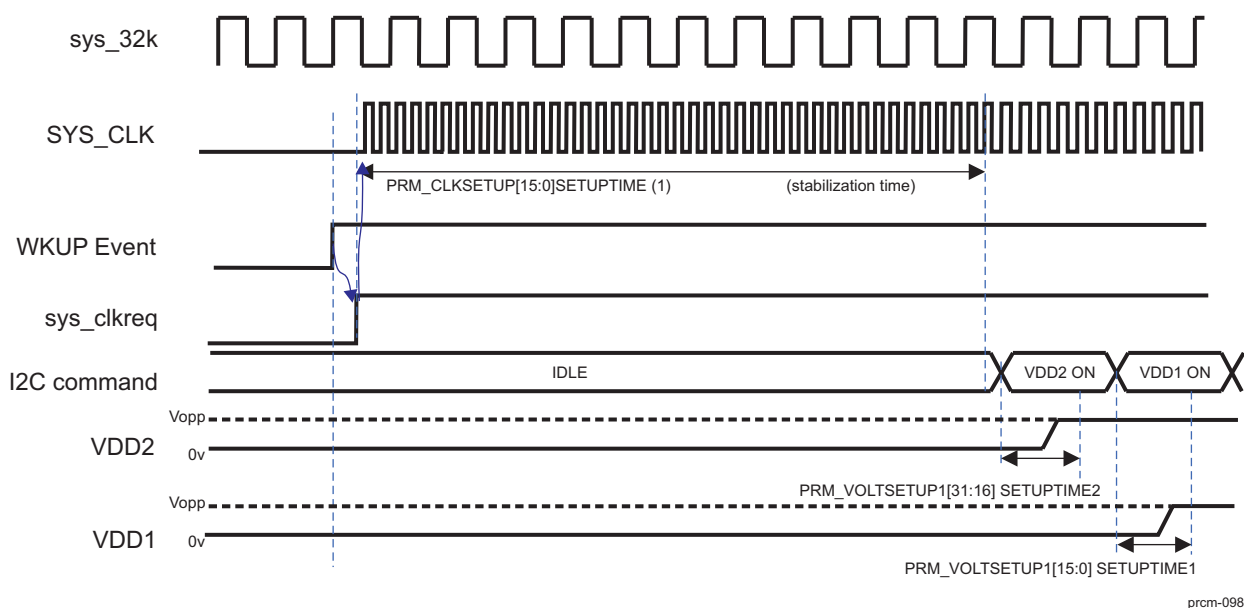 sys_32k
SYS_CLK
PRM_CLKSETUP[15:0]SETUPTIME (1) (stabilization time)
WKUP Event
sys_clkreq
I2C command
IDLE
VDD2 ON
VDD1 ON
Vopp
VDD2
0v
PRM_VOLTSETUP1[31:16] SETUPTIME2
Vopp
VDD1
0v
PRM_VOLTSETUP1[15:0] SETUPTIME1
prcm-098